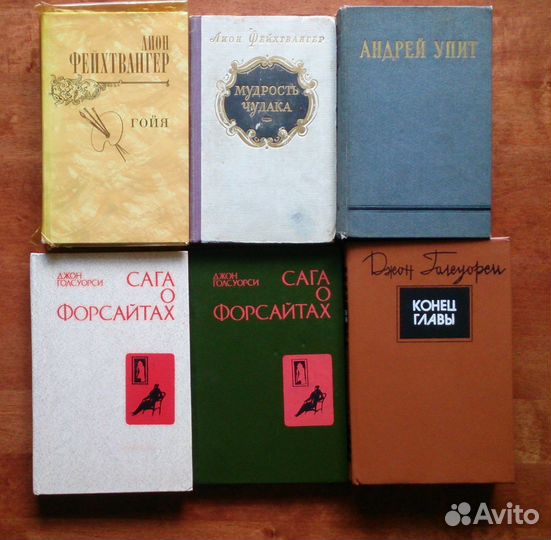 ЛИОН
ФЕЙХТВАНГЕР
ГОЙЯ
Лион Фейхтвангер
МУДРОСТЬ
ЧУДАКА
АНДРЕЙ УПИТ
ДЖОН
ГОЛСУОРСИ
САГА
О
ФОРСАЙТАХ
ДЖОН
ГОЛСУОРСИ
САГА
О
ФОРСАЙТАХ
Джон Голсуорси
КОНЕЦ
ГЛАВЫ
Avito